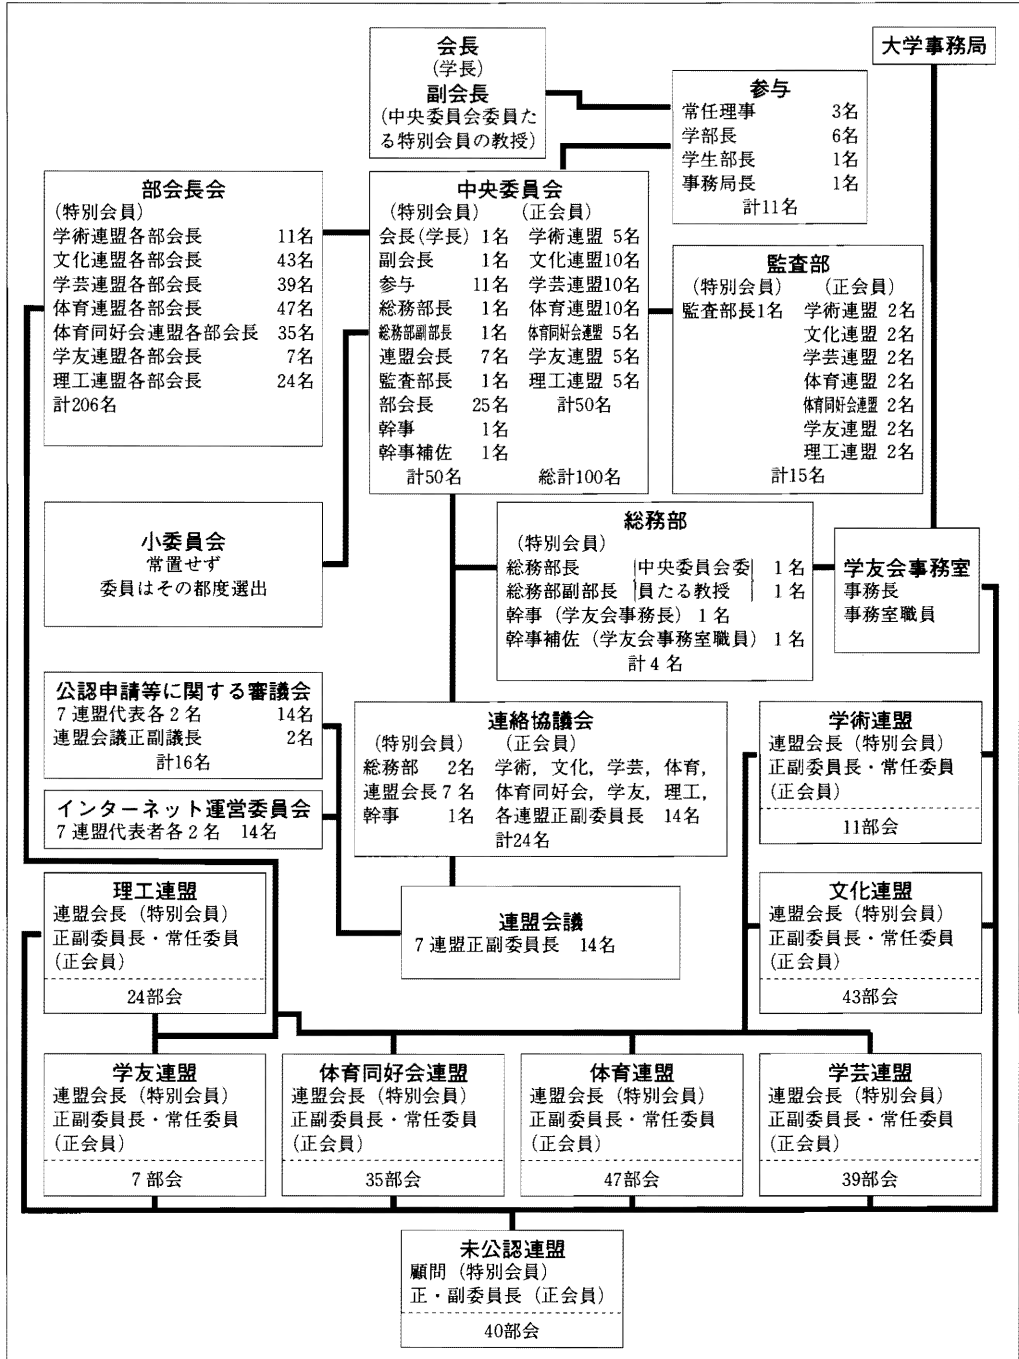 会長
(学長)
副会長
(中央委員会委員た
る特別会員の教授)
大学事務局
参与
常任理事 3名
学部長 6名
学生部長 1名
事務局長 1名
計11名
部会長会
(特別会員)
学術連盟各部会長 11名
文化連盟各部会長 43名
学芸連盟各部会長 39名
体育連盟各部会長 47名
体育同好会連盟各部会長 35名
学友連盟各部会長 7名
理工連盟各部会長 24名
計206名
中央委員会
(特別会員) (正会員)
会長(学長) 1名 学術連盟 5名
副会長 1名 文化連盟10名
参与 11名 学芸連盟10名
総務部長 1名 体育連盟10名
総務部副部長 1名 体育同好会連盟 5名
連盟会長 7名 学友連盟 5名
監査部長 1名 理工連盟 5名
部会長 25名 計50名
幹事 1名
幹事補佐 1名
計50名 総計100名
監査部
(特別会員) (正会員)
監査部長1名 学術連盟 2名
文化連盟 2名
学芸連盟 2名
体育連盟 2名
体育同好会連盟 2名
学友連盟 2名
理工連盟 2名
計15名
小委員会
常置せず
委員はその都度選出
総務部
(特別会員)
総務部長 中央委員会委 1名
総務部副部長 員たる教授 1名
幹事(学友会事務長) 1名
幹事補佐(学友会事務室職員) 1名
計4名
学友会事務室
事務長
事務室職員
公認申請等に関する審議会
7連盟代表各2名 14名
連盟会議正副議長 2名
計16名
インターネット運営委員会
7連盟代表者各2名 14名
連絡協議会
(特別会員) (正会員)
総務部 2名 学術,文化,学芸,体育,
連盟会長7名 体育同好会,学友,理工,
幹事 1名 各連盟正副委員長 14名
計24名
学術連盟
連盟会長(特別会員)
正副委員長・常任委員
(正会員)
11部会
理工連盟
連盟会長(特別会員)
正副委員長・常任委員
(正会員)
24部会
連盟会議
7連盟正副委員長 14名
文化連盟
連盟会長(特別会員)
正副委員長・常任委員
(正会員)
43部会
学友連盟
連盟会長(特別会員)
正副委員長・常任委員
(正会員)
7部会
体育同好会連盟
連盟会長(特別会員)
正副委員長・常任委員
(正会員)
35部会
体育連盟
連盟会長(特別会員)
正副委員長・常任委員
(正会員)
47部会
学芸連盟
連盟会長(特別会員)
正副委員長・常任委員
(正会員)
39部会
未公認連盟
顧問(特別会員)
正・副委員長(正会員)
40部会